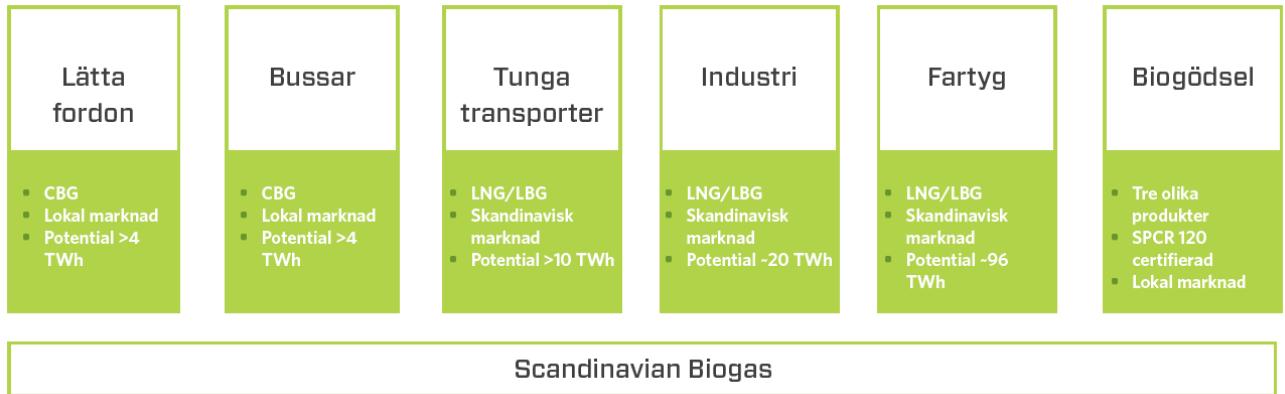 Lätta
fordon
CBG
Lokal marknad
Potential >4
TWh
Bussar
CBG
Lokal marknad
Potential >4
TWh
Tunga
transporter
LNG/LBG
Skandinavisk
marknad
Potential >10 TWh
Industri
LNG/LBG
Skandinavisk
marknad
Potential ~20 TWh
Fartyg
LNG/LBG
Skandinavisk
marknad
Potential ~96
TWh
Biogödsel
Tre olika
produkter
SPCR 120
certifierad
Lokal marknad
Scandinavian Biogas